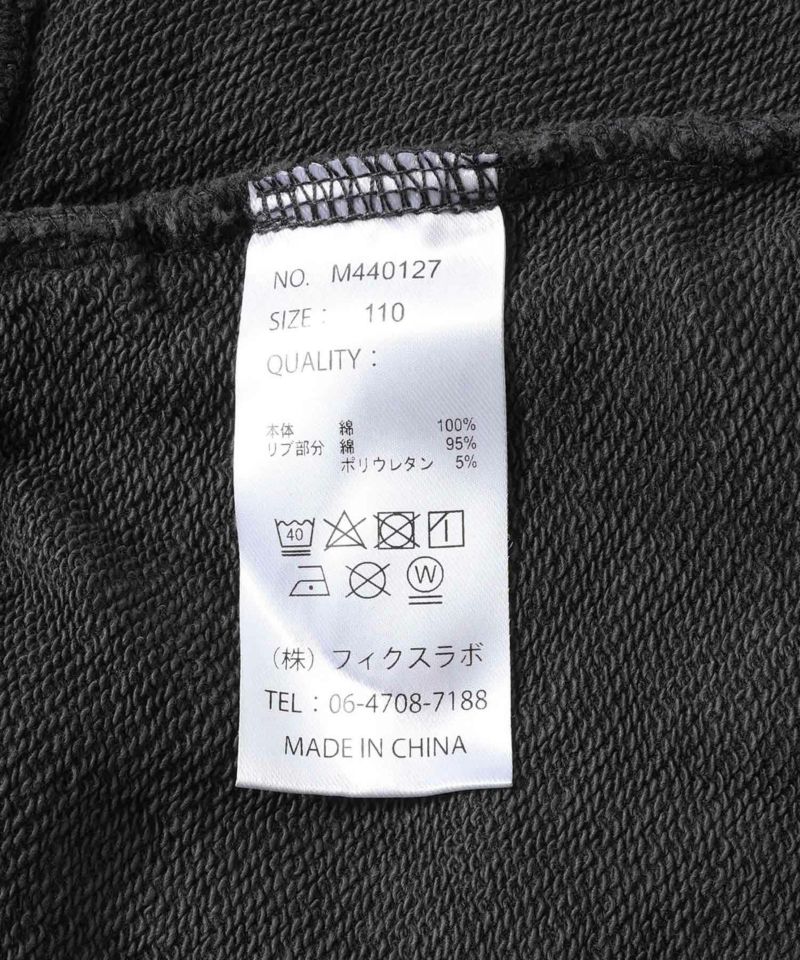 NO. M440127
SIZE： 110
QUALITY：
本体 綿 100%
リブ部分 綿 95%
ポリウレタン 5%
40
W
（株）フィクスラボ
TEL：06-4708-7188
MADE IN CHINA